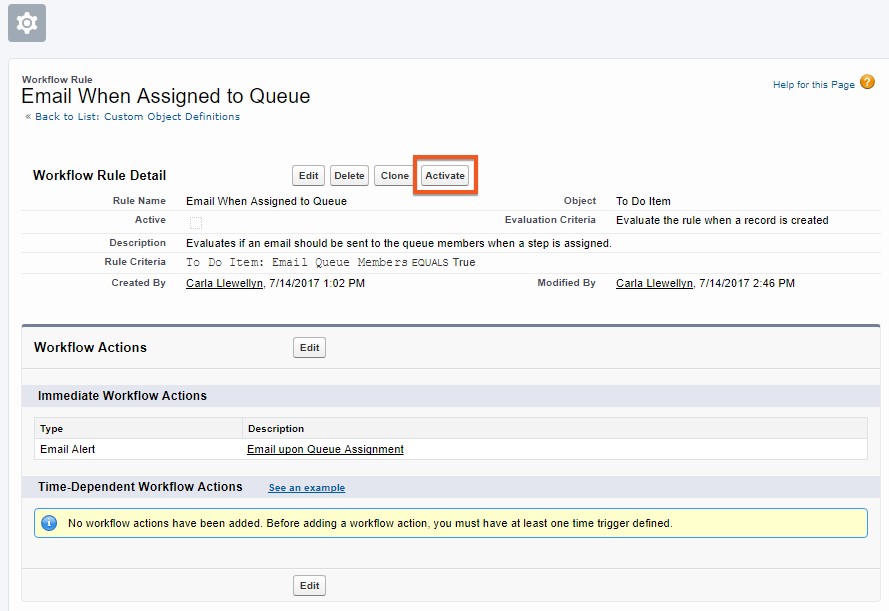 Workflow Rule
Email When Assigned to Queue
Help for this Page ?
« Back to List: Custom Object Definitions
Workflow Rule Detail Edit Delete Clone Activate
Rule Name Email When Assigned to Queue Object To Do Item
Active Evaluation Criteria Evaluate the rule when a record is created
Description Evaluates if an email should be sent to the queue members when a step is assigned.
Rule Criteria To Do Item: Email Queue Members EQUALS True
Created By Carla Llewellyn, 7/14/2017 1:02 PM Modified By Carla Llewellyn, 7/14/2017 2:46 PM
Workflow Actions Edit
Immediate Workflow Actions
Type Description
Email Alert Email upon Queue Assignment
Time-Dependent Workflow Actions See an example
i No workflow actions have been added. Before adding a workflow action, you must have at least one time trigger defined.
Edit